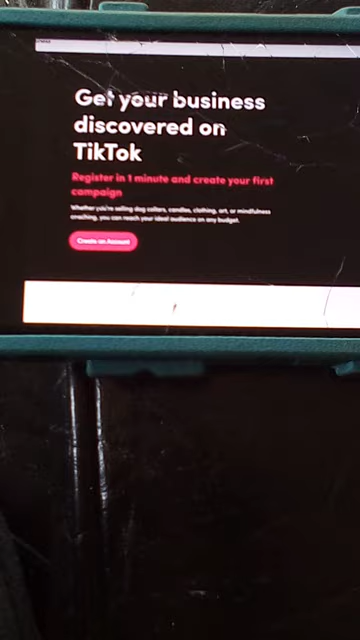 Get your business
discovered on
TikTok
Register in 1 minute and create your first
campaign
Whether you're selling dog collars, candles, clothing, art, or mindfulness
coaching, you can reach your ideal audience on any budget.
Create an Account